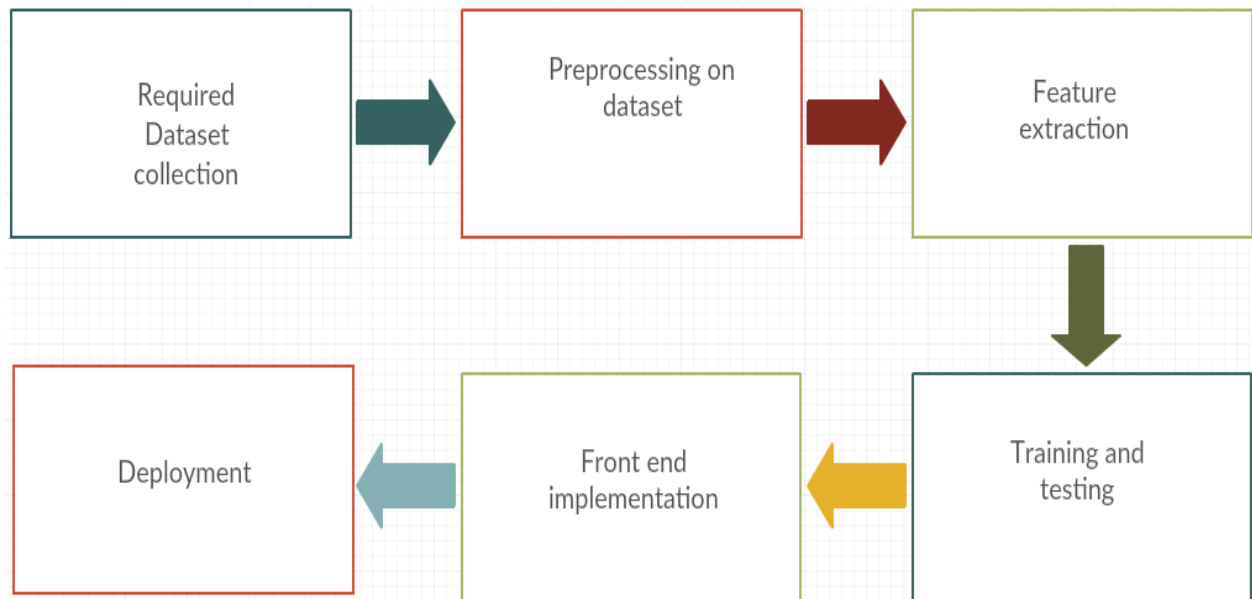 Required
Dataset
collection
Preprocessing on
dataset
Feature
extraction
Training and
testing
Front end
implementation
Deployment